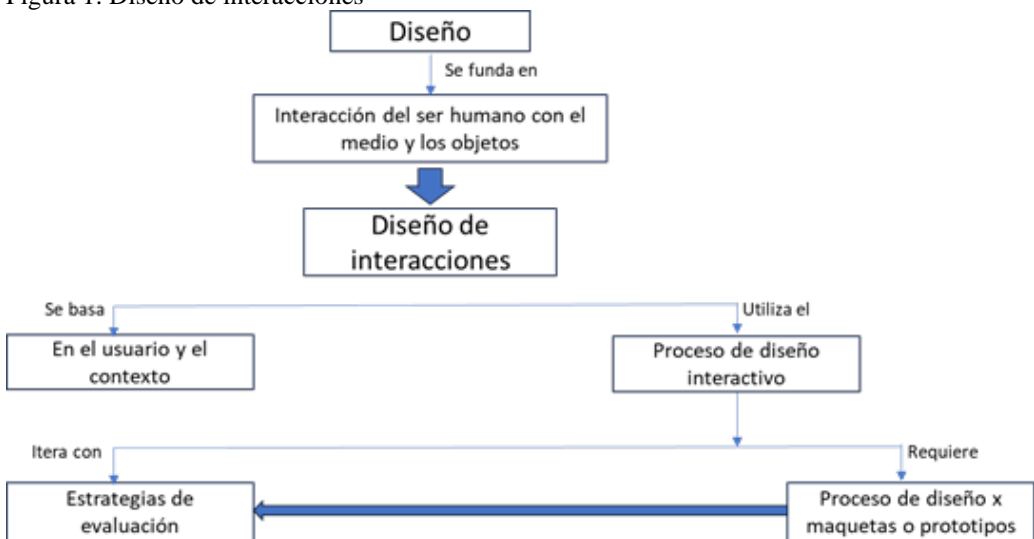 Figura 1. Diseño de interacciones
Diseño
Se funda en
Interacción del ser humano con el
medio y los objetos
Diseño de
interacciones
Se basa
Utiliza el
En el usuario y el
contexto
Proceso de diseño
interactivo
Itera con
Requiere
Estrategias de
evaluación
Proceso de diseño x
maquetas o prototipos